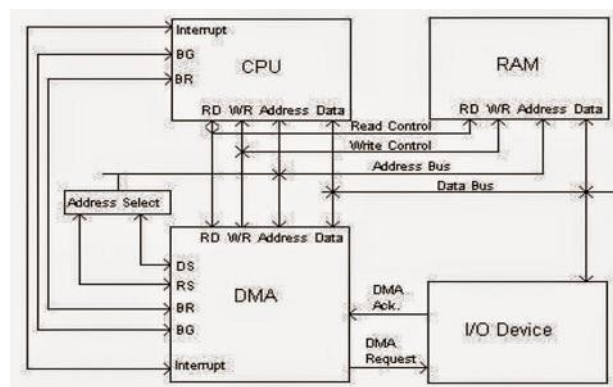 Interrupt
BG
BR
CPU
RD WR Address Data
RAM
RD WR Address Data
Read Control
Write Control
Address Bus
Data Bus
Address Select
RD WR Address Data
DS
RS
BR
BG
Interrupt
DMA
DMA
Ack.
DMA
Request
I/O Device